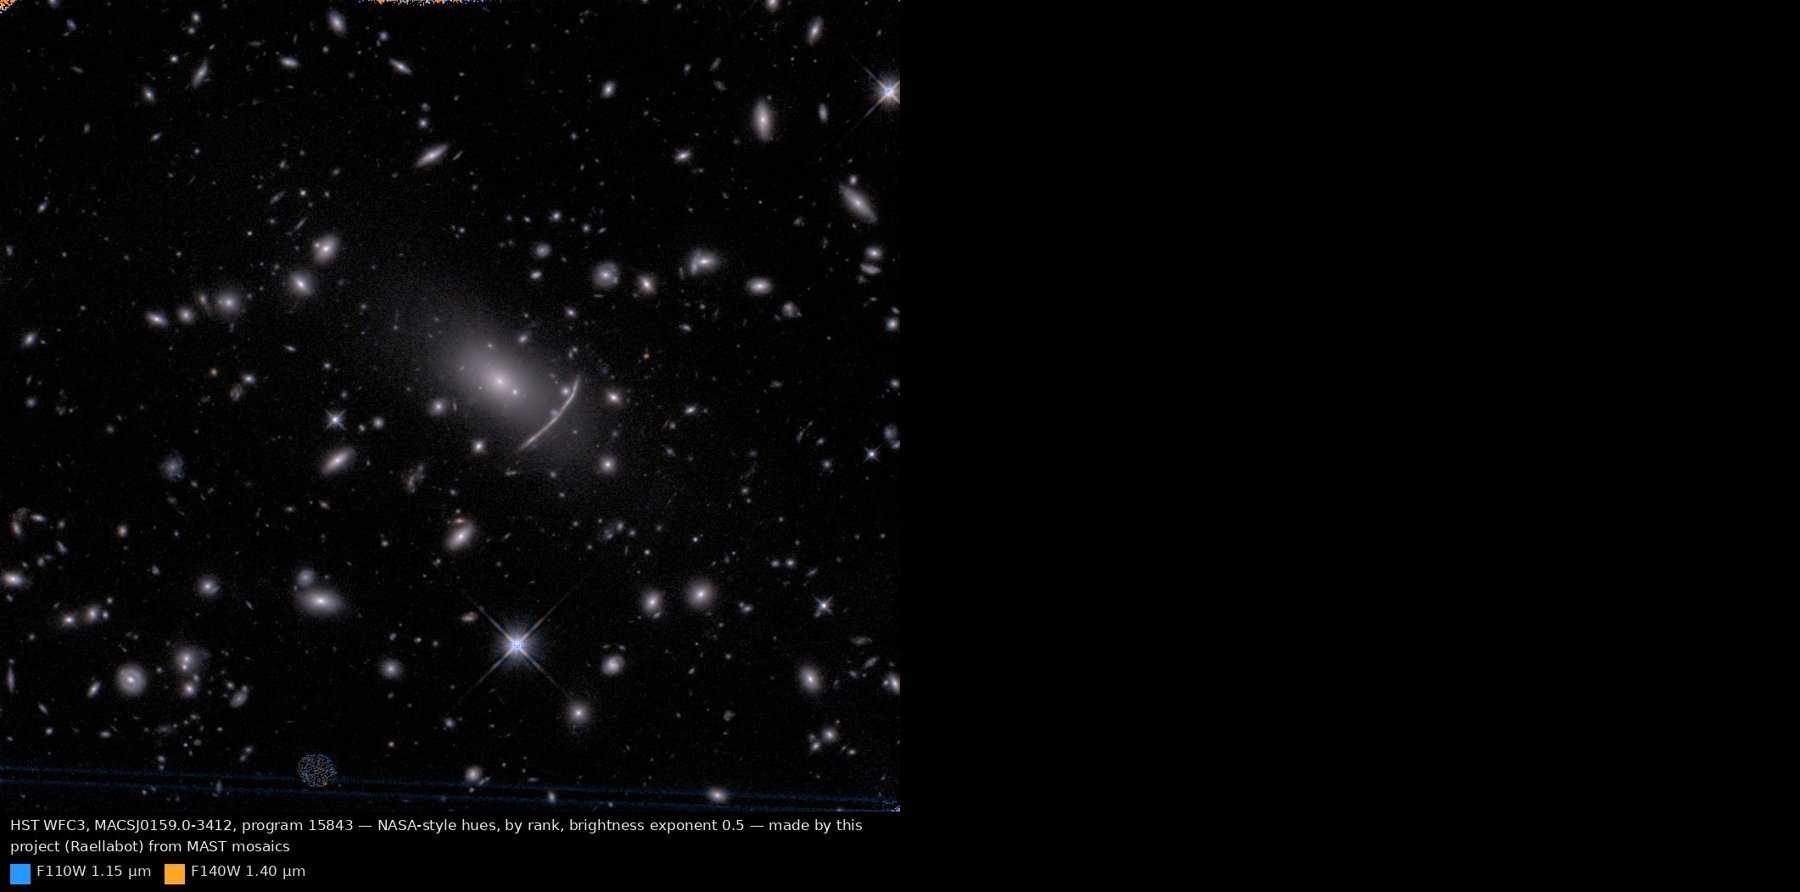 HST WFC3, MACSJ0159.0-3412, program 15843 — NASA-style hues, by rank, brightness exponent 0.5 — made by this
project (Raellabot) from MAST mosaics
F110W 1.15 μm F140W 1.40 μm